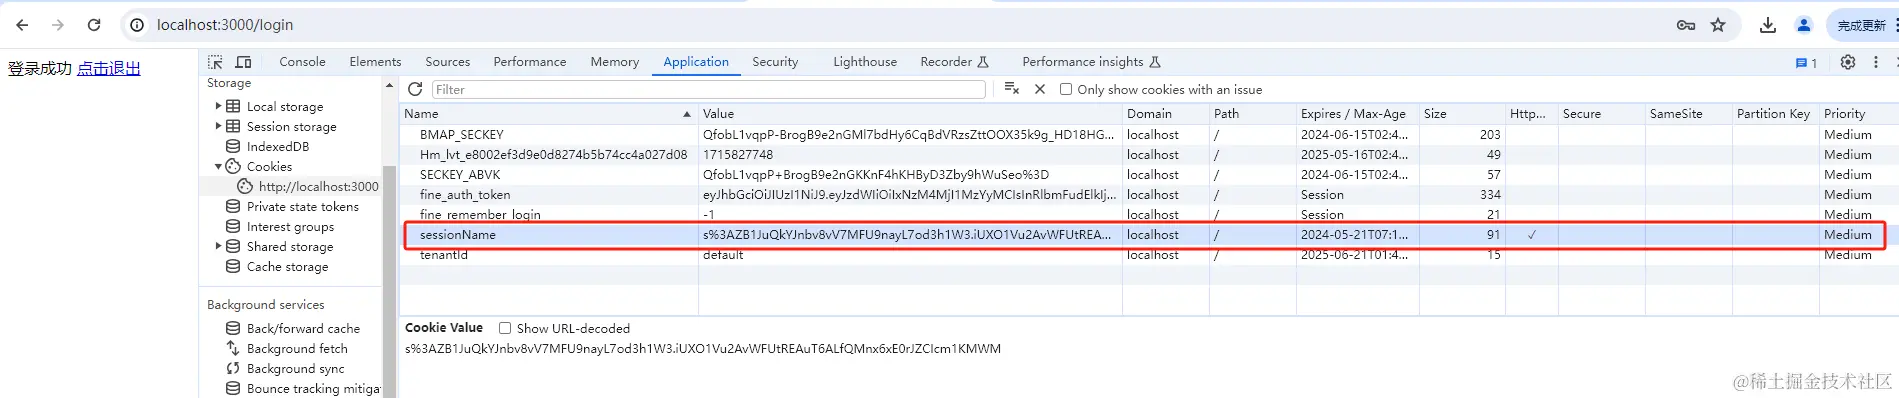 localhost:3000/login
完成更新
登录成功 点击退出
Console Elements Sources Performance Memory Application Security Lighthouse Recorder Performance insights 1
Storage
Local storage
Session storage
IndexedDB
Cookies
http://localhost:3000
Private state tokens
Interest groups
Shared storage
Cache storage
Background services
Back/forward cache
Background fetch
Background sync
Bounce tracking mitiga
Filter Only show cookies with an issue
Name Value Domain Path Expires / Max-Age Size Http... Secure SameSite Partition Key Priority
BMAP_SECKEY QfobL1vqpP-BrogB9e2nGMl7bdHy6CqBdVRzsZttOOX35k9g_HD18HG... localhost / 2024-06-15T02:4... 203 Medium
Hm_lvt_e8002ef3d9e0d8274b5b74cc4a027d08 1715827748 localhost / 2025-05-16T02:4... 49 Medium
SECKEY_ABVK QfobL1vqpP+BrogB9e2nGKKnF4hKHByD3Zby9hWuSeo%3D localhost / 2024-06-15T02:4... 57 Medium
fine_auth_token eyJhbGciOiJIUzI1NiJ9.eyJzdWIiOiIxNzM4MjI1MzYyMCIsInRlbmFudElkIj... localhost / Session 334 Medium
fine_remember_login -1 localhost / Session 21 Medium
sessionName s%3AZB1JuQkYJnbv8vV7MFU9nayL7od3h1W3.iUXO1Vu2AvWFUtREA... localhost / 2024-05-21T07:1... 91 ✓ Medium
tenantId default localhost / 2025-06-21T01:4... 15 Medium
Cookie Value Show URL-decoded
s%3AZB1JuQkYJnbv8vV7MFU9nayL7od3h1W3.iUXO1Vu2AvWFUtREAuT6ALfQMnx6xE0rJZCIcm1KMWM
@稀土掘金技术社区